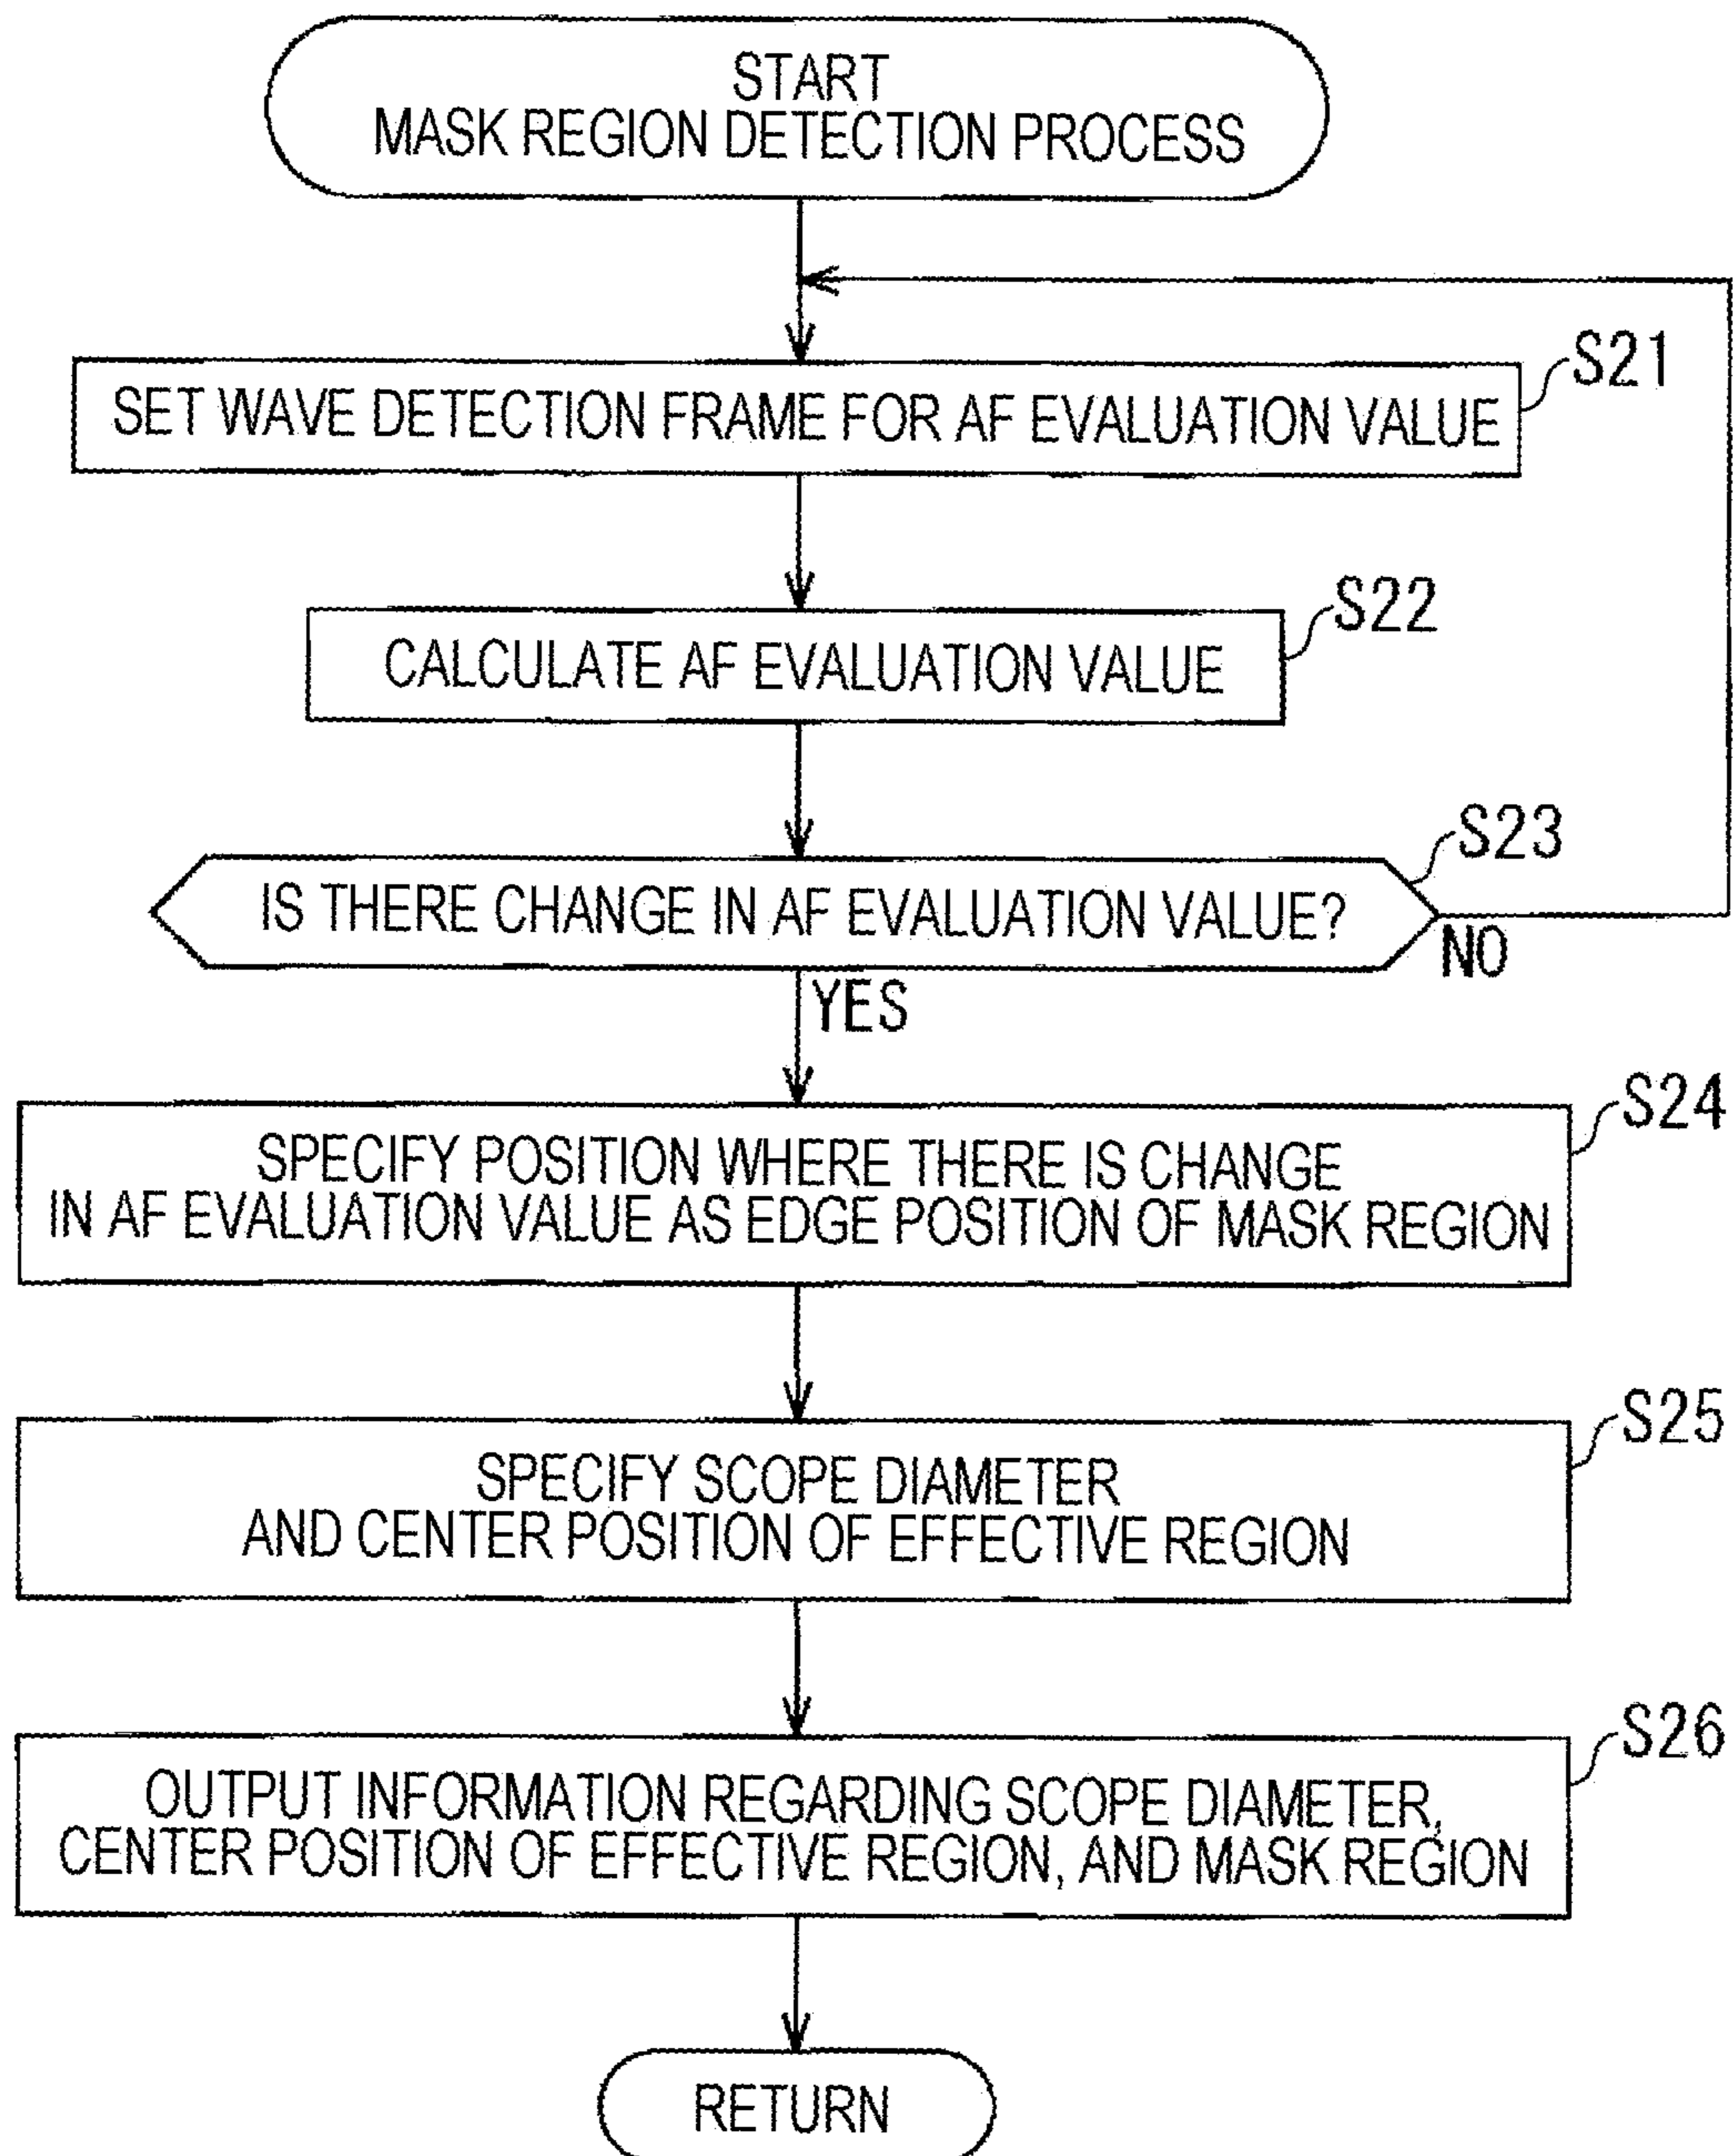 START
MASK REGION DETECTION PROCESS
S21
SET WAVE DETECTION FRAME FOR AF EVALUATION VALUE
S22
CALCULATE AF EVALUATION VALUE
S23
IS THERE CHANGE IN AF EVALUATION VALUE?
NO
YES
S24
SPECIFY POSITION WHERE THERE IS CHANGE
IN AF EVALUATION VALUE AS EDGE POSITION OF MASK REGION
S25
SPECIFY SCOPE DIAMETER
AND CENTER POSITION OF EFFECTIVE REGION
S26
OUTPUT INFORMATION REGARDING SCOPE DIAMETER,
CENTER POSITION OF EFFECTIVE REGION, AND MASK REGION
RETURN